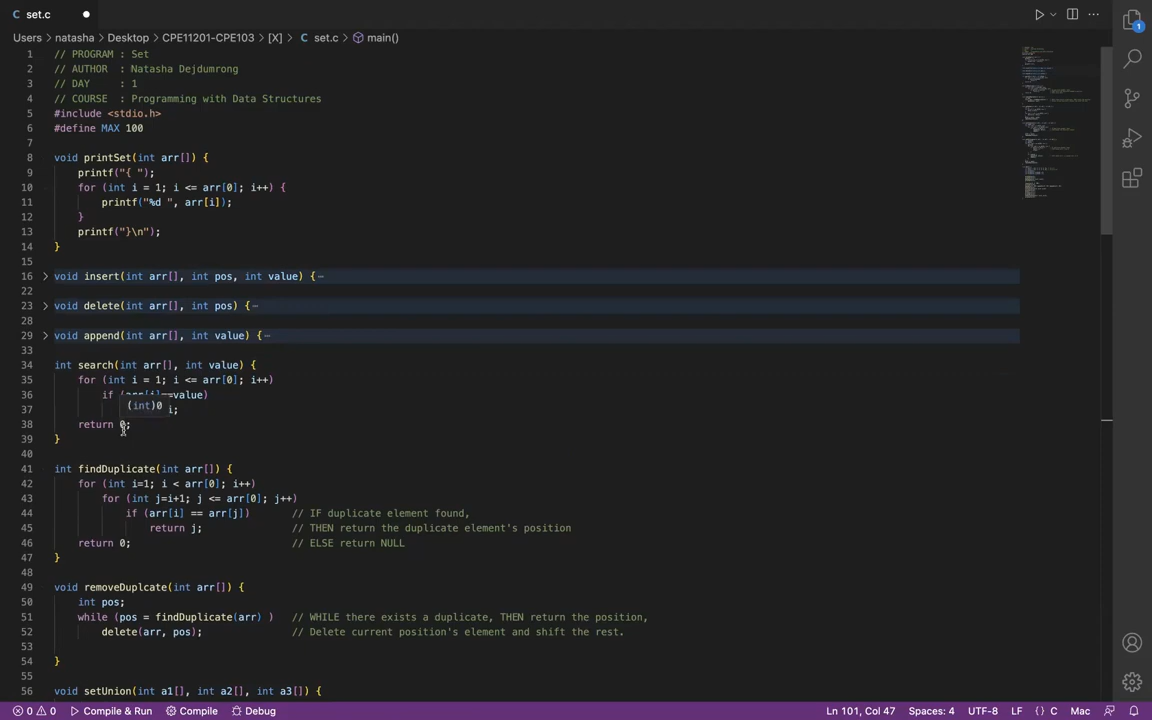 set.c
Users > natasha > Desktop > CPE11201-CPE103 > [X] > set.c > main()
1 // PROGRAM : Set
2 // AUTHOR  : Natasha Dejdumrong
3 // DAY     : 1
4 // COURSE  : Programming with Data Structures
5 #include <stdio.h>
6 #define MAX 100
7
8 void printSet(int arr[]) {
9     printf("{ ");
10     for (int i = 1; i <= arr[0]; i++) {
11         printf("%d ", arr[i]);
12     }
13     printf("}\n");
14 }
15
16 void insert(int arr[], int pos, int value) {
22
23 void delete(int arr[], int pos) {
28
29 void append(int arr[], int value) {
33
34 int search(int arr[], int value) {
35     for (int i = 1; i <= arr[0]; i++)
36         if (arr[i]==value)
(int)0
37 i;
38     return 0;
39 }
40
41 int findDuplicate(int arr[]) {
42     for (int i=1; i < arr[0]; i++)
43         for (int j=i+1; j <= arr[0]; j++)
44             if (arr[i] == arr[j])       // IF duplicate element found,
45                 return j;               // THEN return the duplicate element's position
46     return 0;                           // ELSE return NULL
47 }
48
49 void removeDuplcate(int arr[]) {
50     int pos;
51     while (pos = findDuplicate(arr) )   // WHILE there exists a duplicate, THEN return the position,
52         delete(arr, pos);               // Delete current position's element and shift the rest.
53
54 }
55
56 void setUnion(int a1[], int a2[], int a3[]) {
1
0 0 Compile & Run Compile Debug Ln 101, Col 47 Spaces: 4 UTF-8 LF {} C Mac